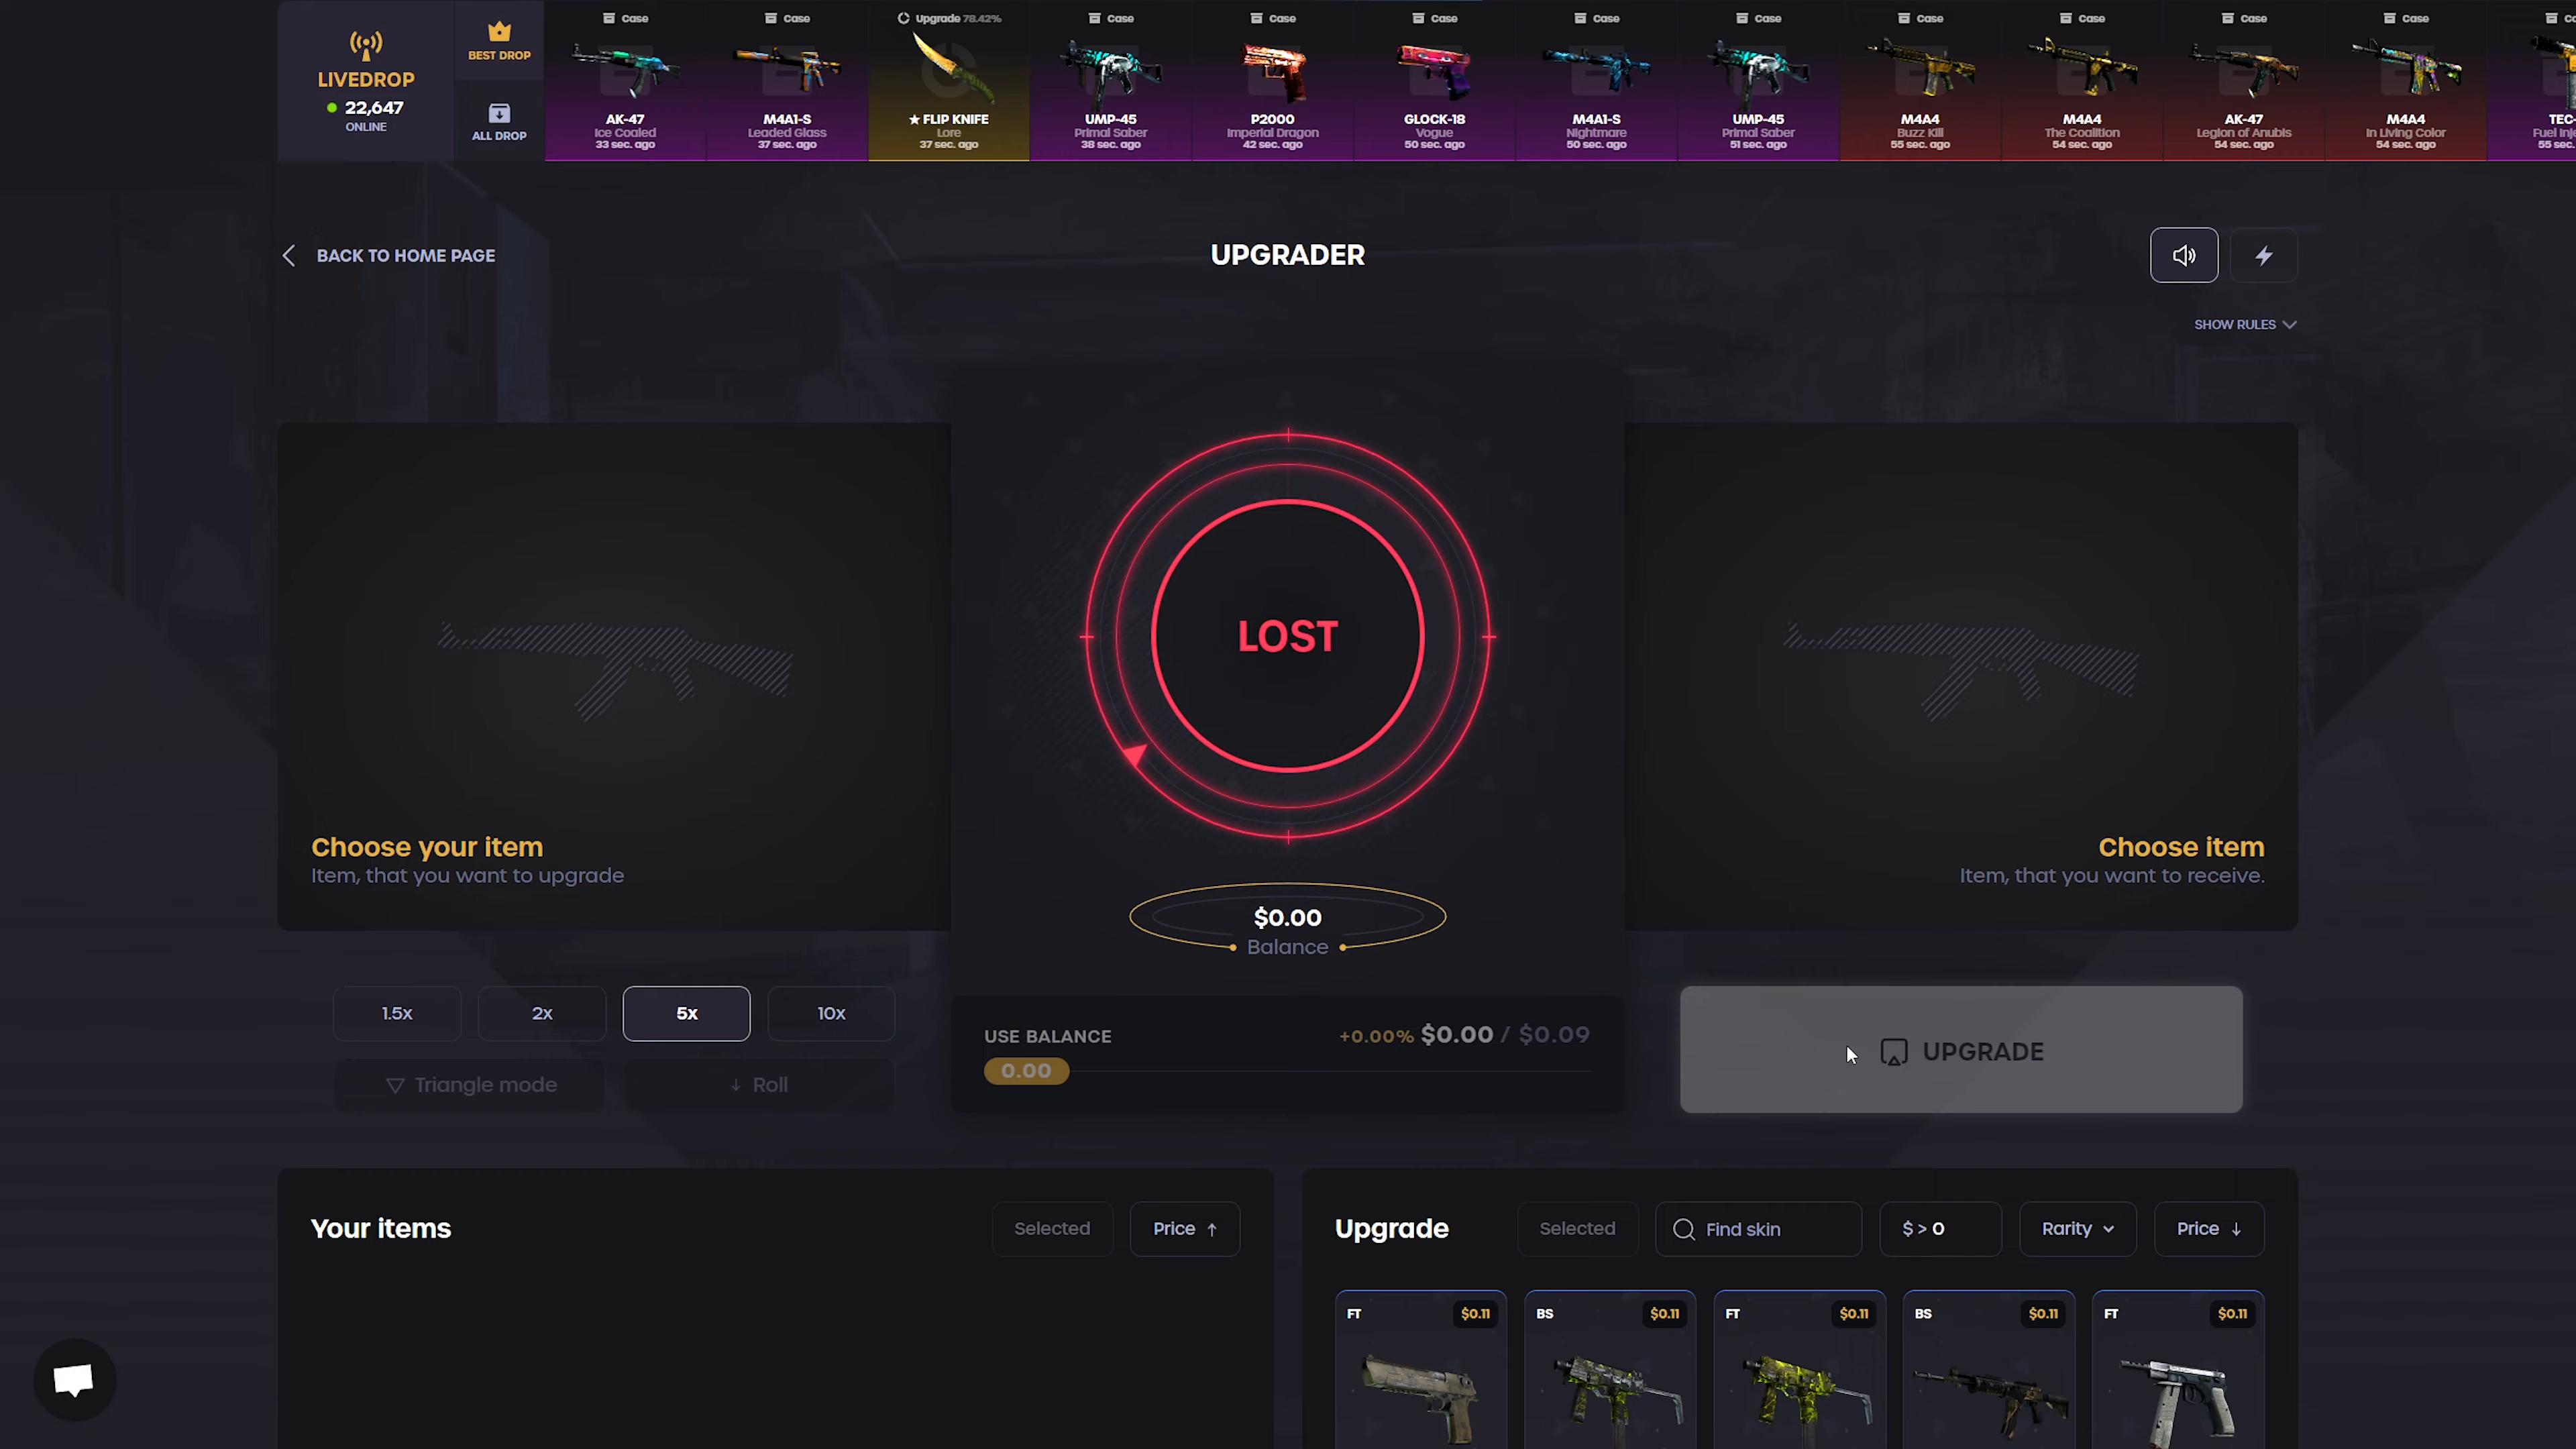 LIVEDROP
22,647
ONLINE
BEST DROP
ALL DROP
Case
AK-47
Ice Coaled
33 sec. ago
Case
M4A1-S
Leaded Glass
37 sec. ago
Upgrade 78.42%
★ FLIP KNIFE
Lore
37 sec. ago
Case
UMP-45
Primal Saber
38 sec. ago
Case
P2000
Imperial Dragon
42 sec. ago
Case
GLOCK-18
Vogue
50 sec. ago
Case
M4A1-S
Nightmare
50 sec. ago
Case
UMP-45
Primal Saber
51 sec. ago
Case
M4A4
Buzz Kill
55 sec. ago
Case
M4A4
The Coalition
54 sec. ago
Case
AK-47
Legion of Anubis
54 sec. ago
Case
M4A4
In Living Color
54 sec. ago
TEC-
Fuel Inje
55 sec.
BACK TO HOME PAGE
UPGRADER
SHOW RULES
LOST
Choose your item
Item, that you want to upgrade
Choose item
Item, that you want to receive.
$0.00
Balance
1.5x
2x
5x
10x
Triangle mode
↓ Roll
USE BALANCE
+0.00% $0.00 / $0.09
0.00
UPGRADE
Your items
Selected
Price ↑
Upgrade
Selected
Find skin
$ > 0
Rarity
Price ↓
FT
$0.11
BS
$0.11
FT
$0.11
BS
$0.11
FT
$0.11